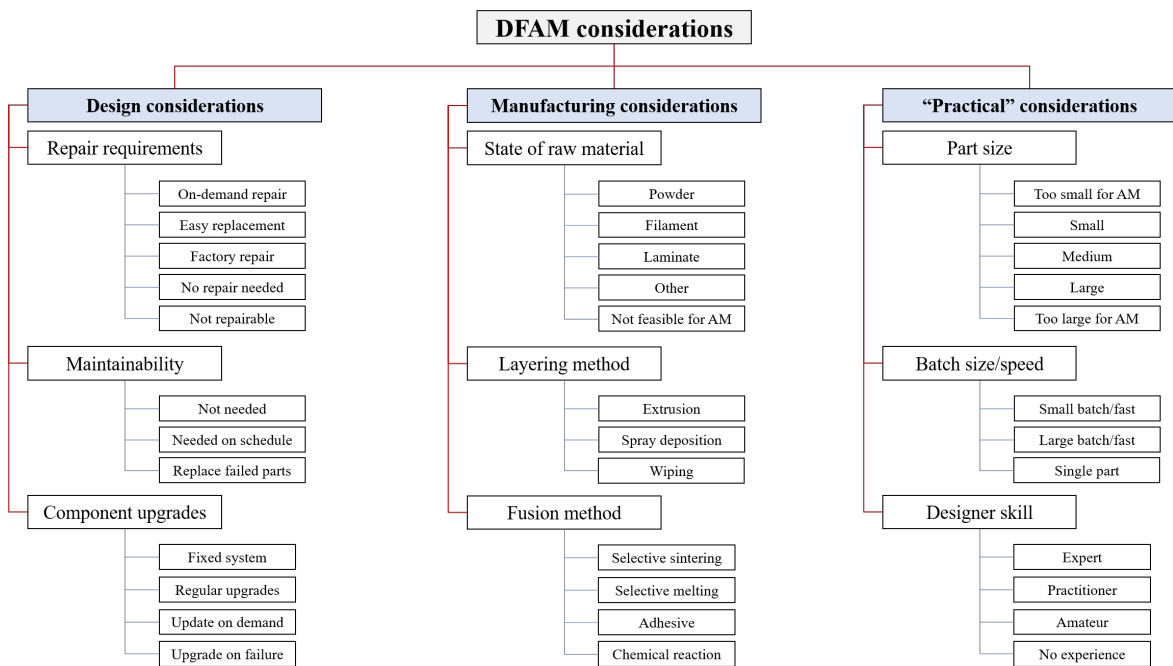 DFAM considerations
Design considerations
Repair requirements
On-demand repair
Easy replacement
Factory repair
No repair needed
Not repairable
Maintainability
Not needed
Needed on schedule
Replace failed parts
Component upgrades
Fixed system
Regular upgrades
Update on demand
Upgrade on failure
Manufacturing considerations
State of raw material
Powder
Filament
Laminate
Other
Not feasible for AM
Layering method
Extrusion
Spray deposition
Wiping
Fusion method
Selective sintering
Selective melting
Adhesive
Chemical reaction
“Practical” considerations
Part size
Too small for AM
Small
Medium
Large
Too large for AM
Batch size/speed
Small batch/fast
Large batch/fast
Single part
Designer skill
Expert
Practitioner
Amateur
No experience